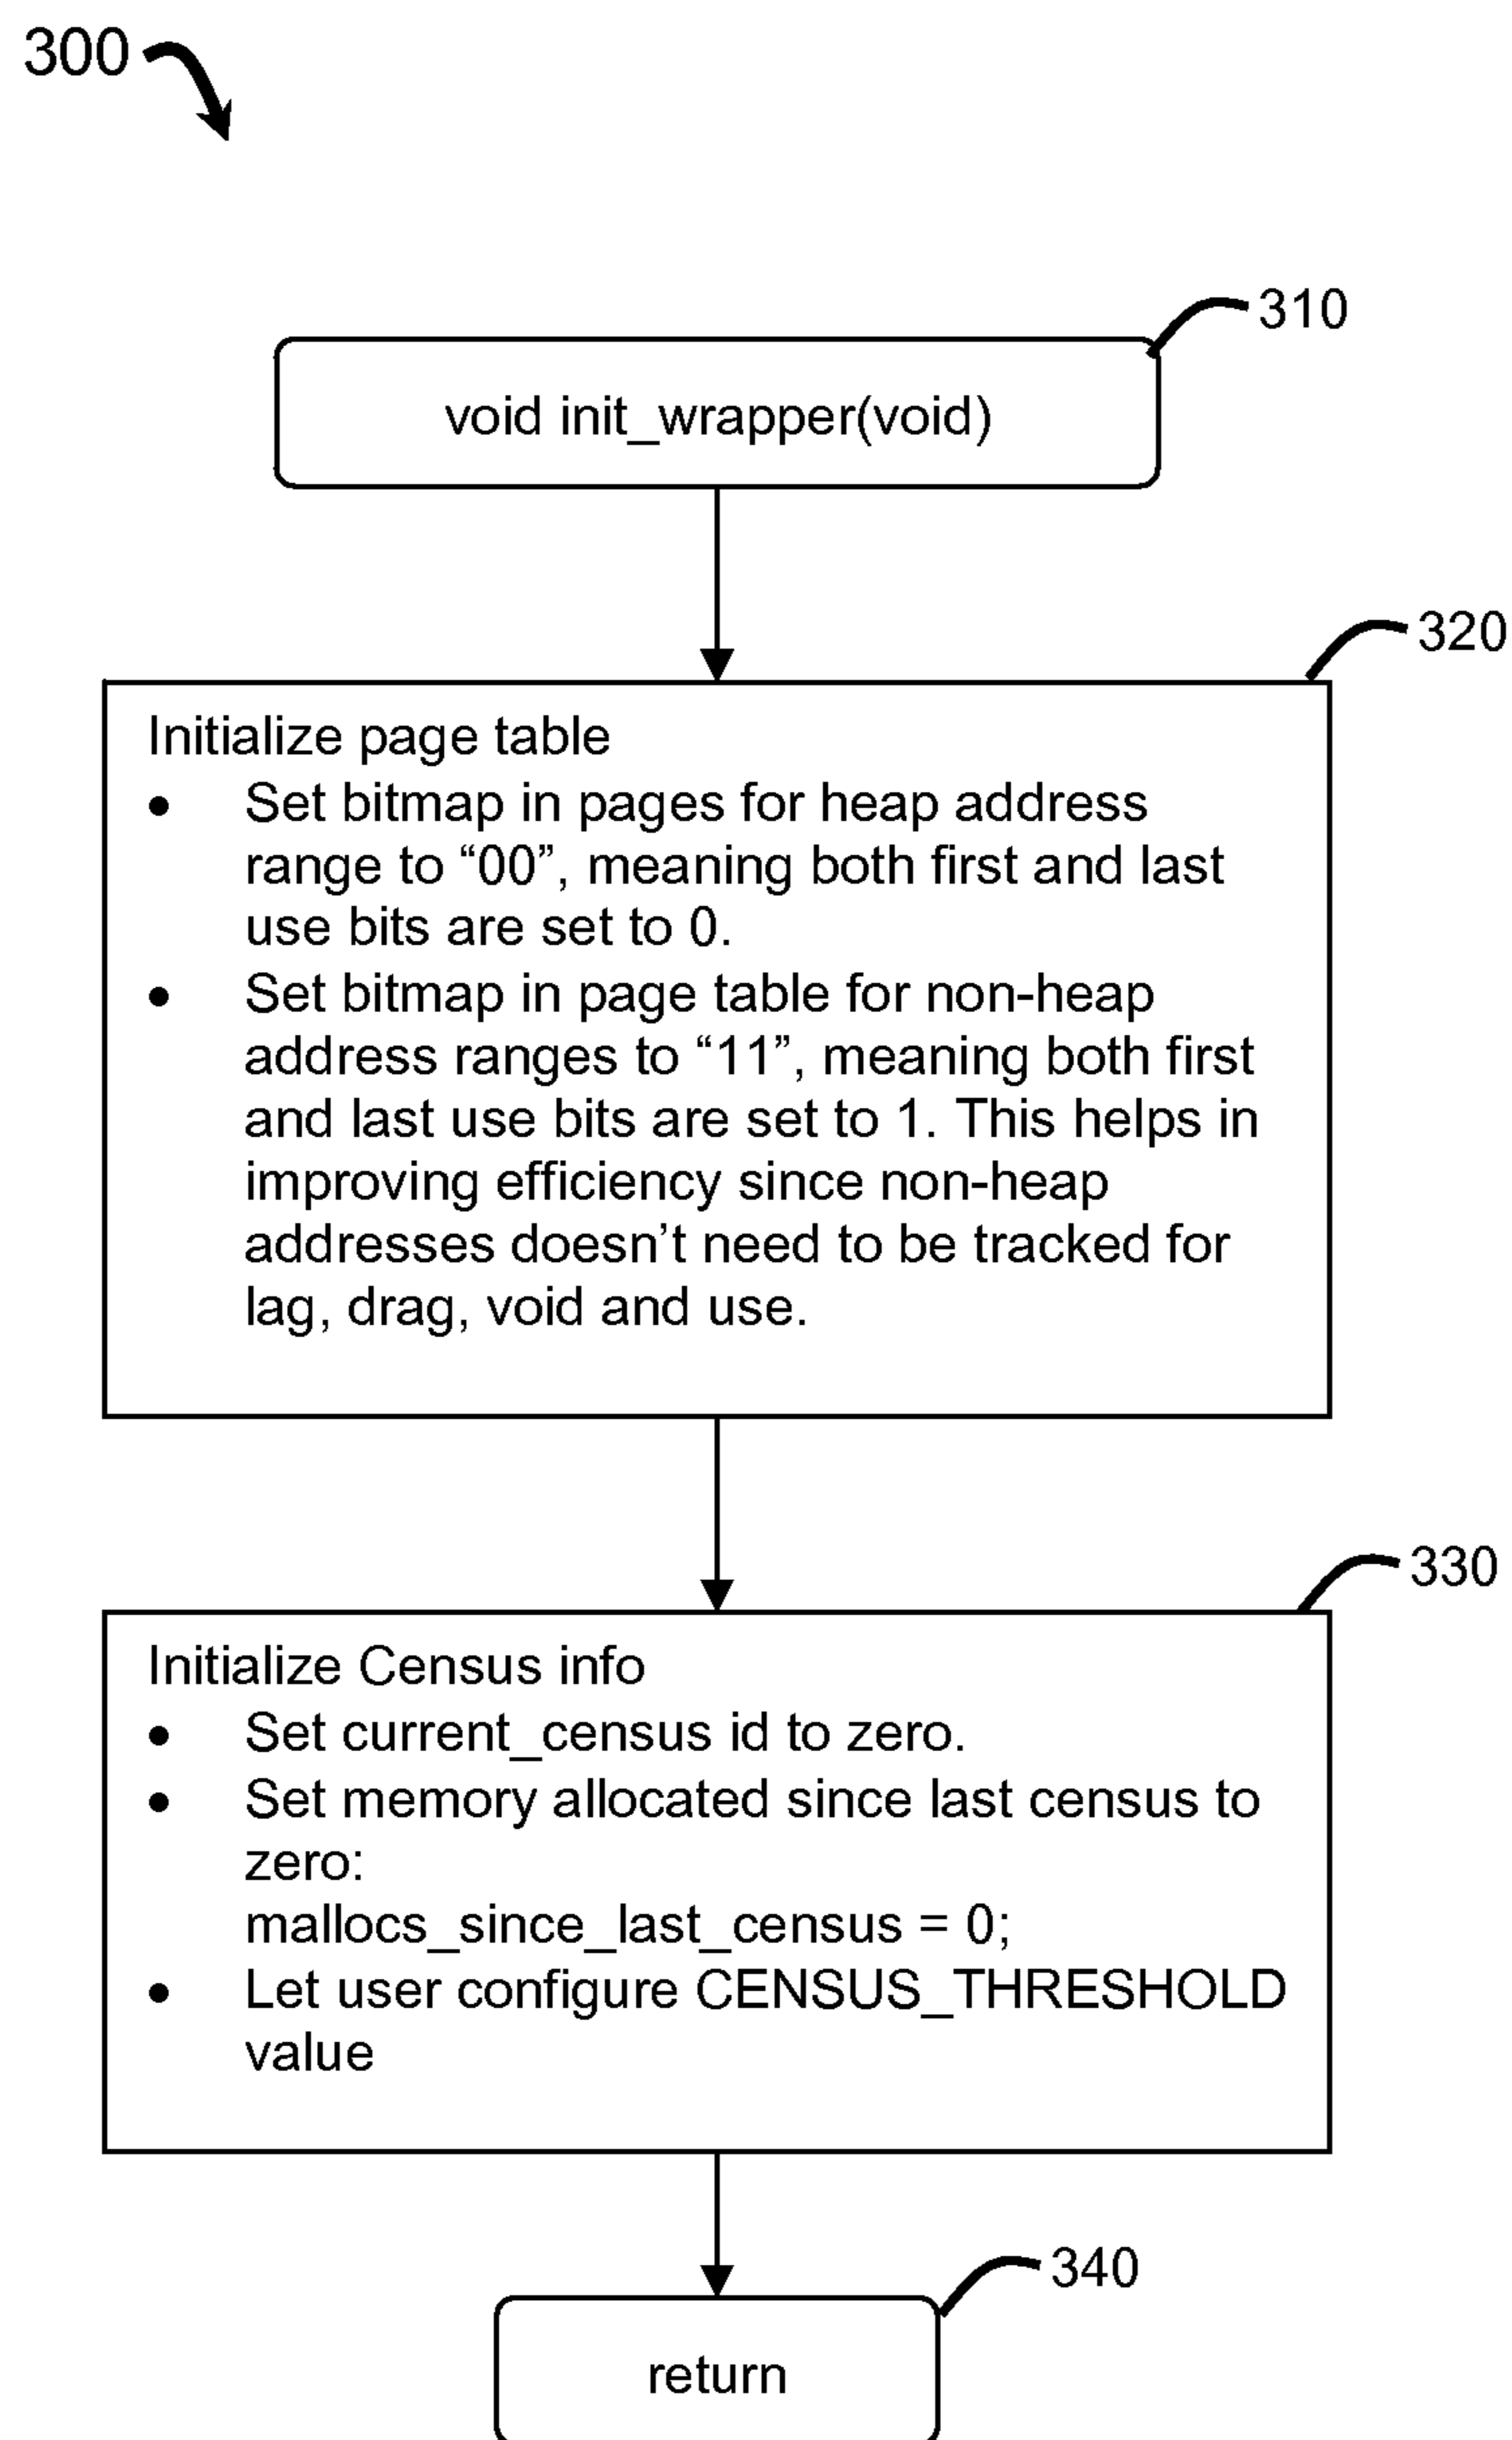 300
310
void init_wrapper(void)
320
Initialize page table
● Set bitmap in pages for heap address
range to “00”, meaning both first and last
use bits are set to 0.
● Set bitmap in page table for non-heap
address ranges to “11”, meaning both first
and last use bits are set to 1. This helps in
improving efficiency since non-heap
addresses doesn’t need to be tracked for
lag, drag, void and use.
330
Initialize Census info
● Set current_census id to zero.
● Set memory allocated since last census to
zero:
mallocs_since_last_census = 0;
● Let user configure CENSUS_THRESHOLD
value
340
return